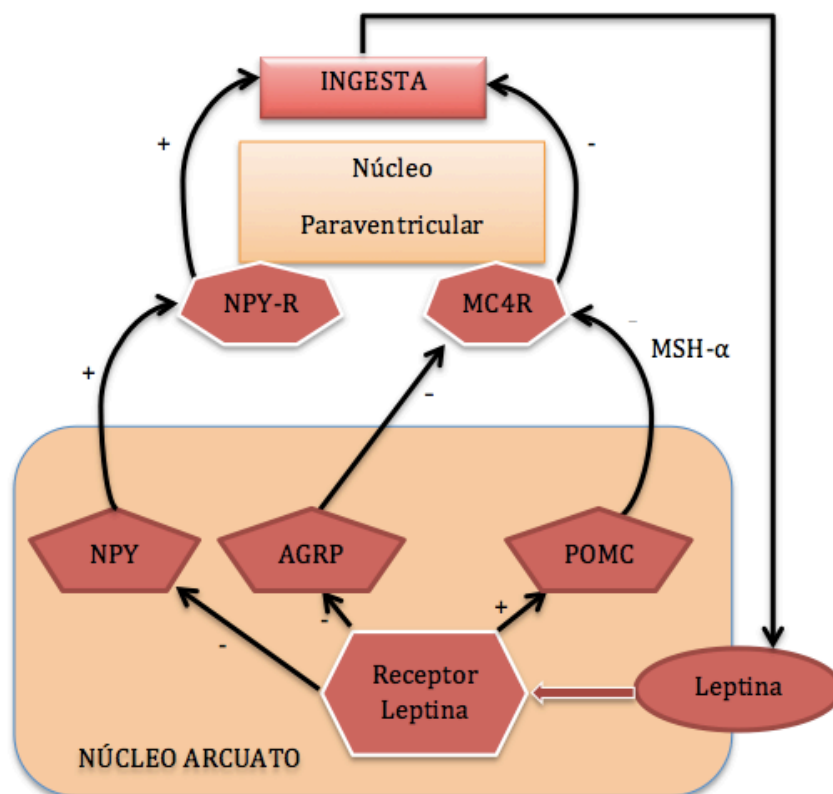 INGESTA
+
-
Núcleo
Paraventricular
NPY-R
MC4R
-
MSH-α
+
-
NPY
AGRP
POMC
-
-
+
Receptor
Leptina
Leptina
NÚCLEO ARCUATO